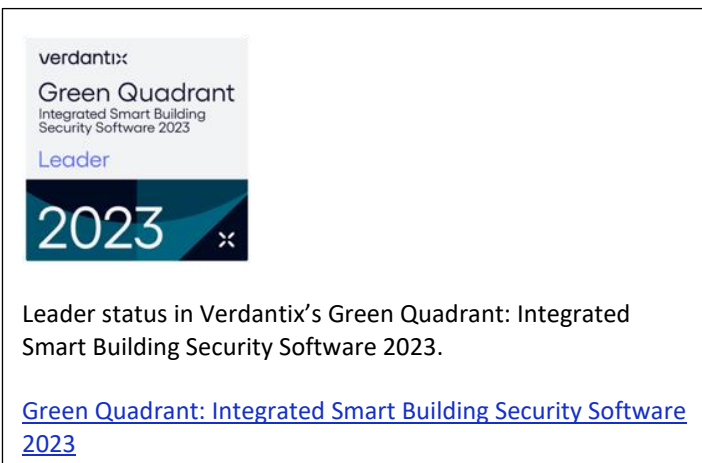 verdantix
Green Quadrant
Integrated Smart Building
Security Software 2023
Leader
2023
Leader status in Verdantix’s Green Quadrant: Integrated
Smart Building Security Software 2023.
Green Quadrant: Integrated Smart Building Security Software
2023